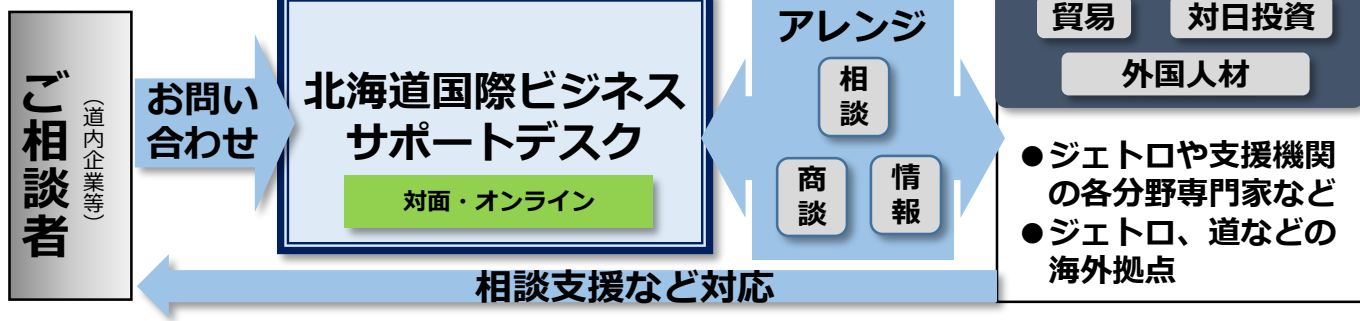 ご相談者
（道内企業等）
お問い
合わせ
北海道国際ビジネス
サポートデスク
対面・オンライン
アレンジ
相談
商談
情報
貿易
対日投資
外国人材
●ジェトロや支援機関
の各分野専門家など
●ジェトロ、道などの
海外拠点
相談支援など対応